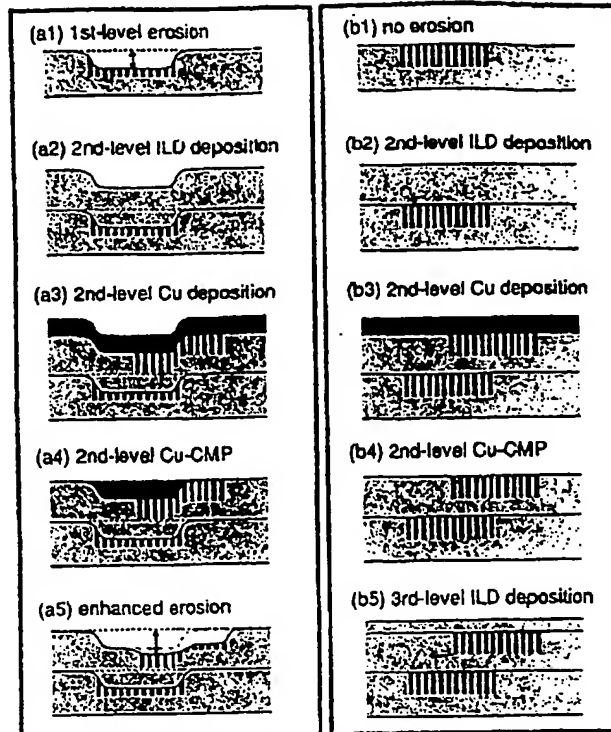 (a1) 1st-level erosion
(a2) 2nd-level ILD deposition
(a3) 2nd-level Cu deposition
(a4) 2nd-level Cu-CMP
(a5) enhanced erosion
(b1) no erosion
(b2) 2nd-level ILD deposition
(b3) 2nd-level Cu deposition
(b4) 2nd-level Cu-CMP
(b5) 3rd-level ILD deposition